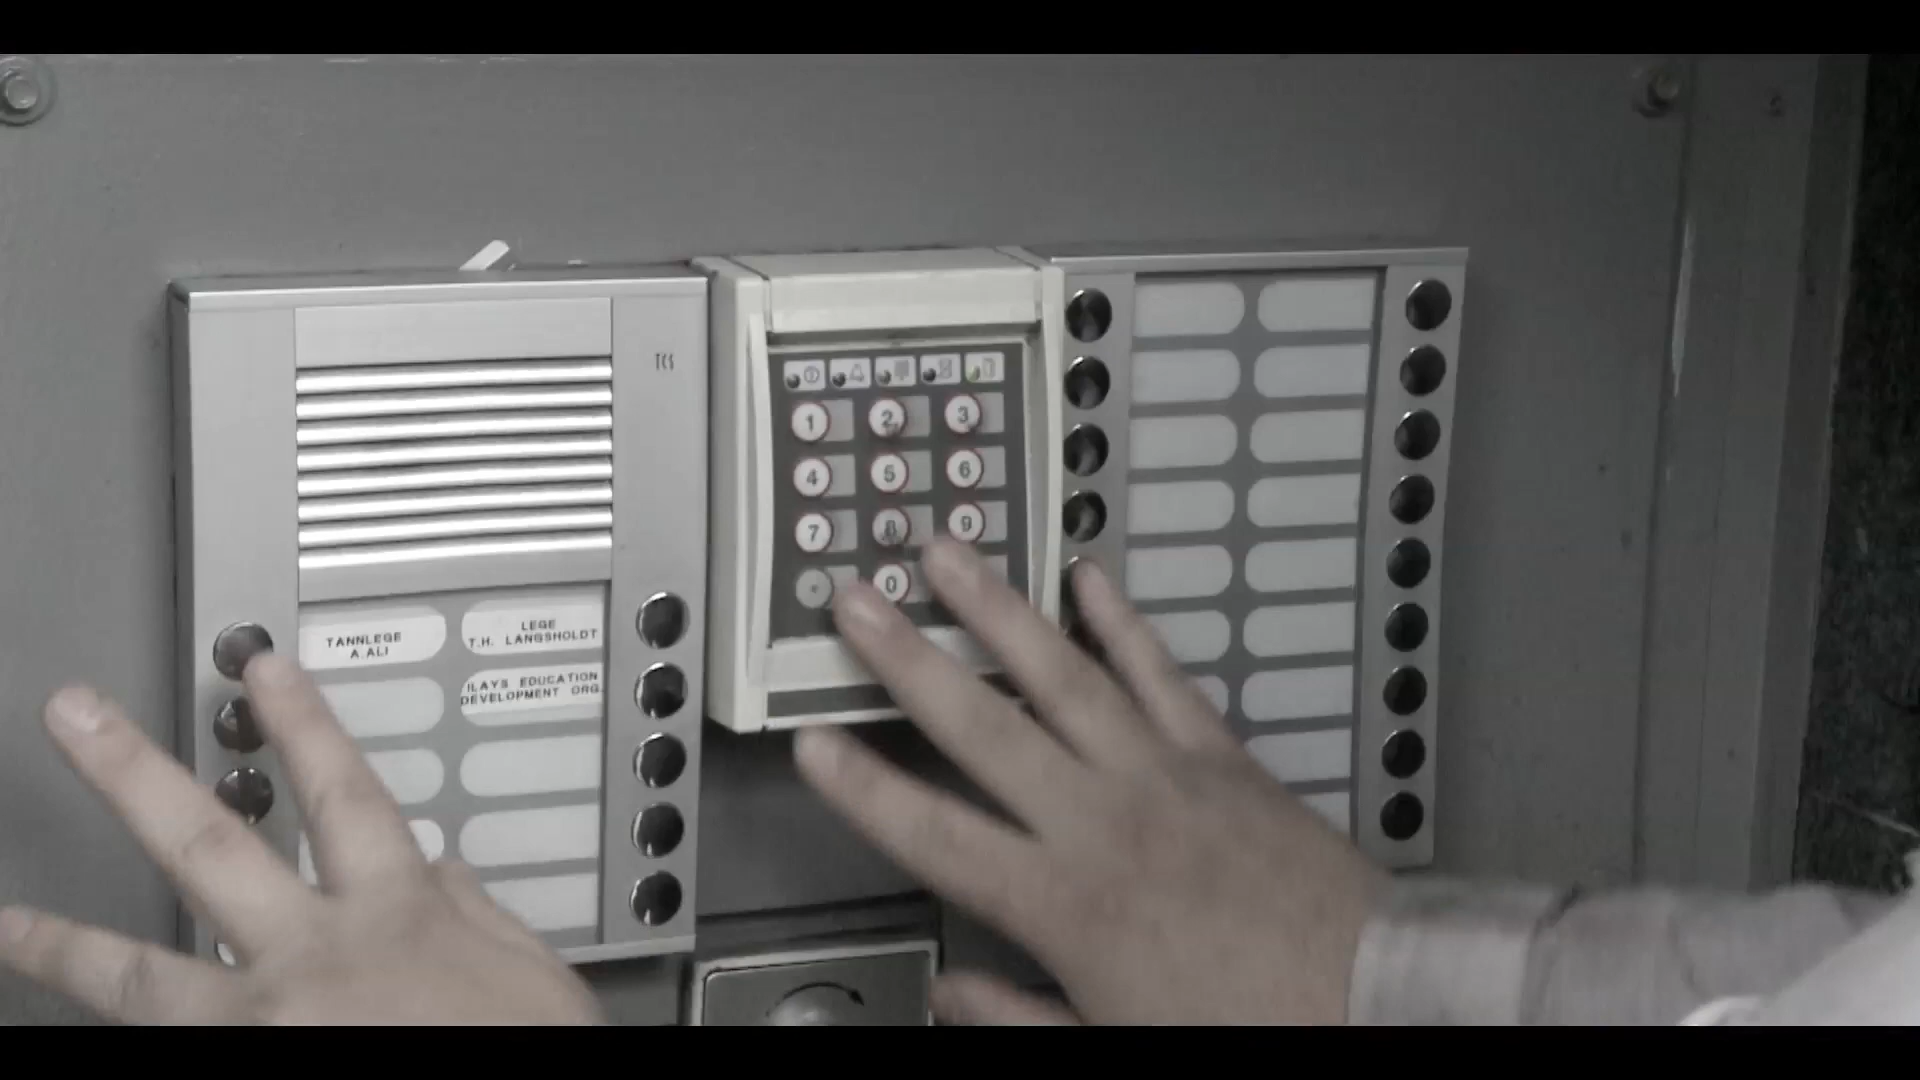 TCS
TANNLEGE
A.ALI
LEGE
T.H. LANGSHOLDT
ILAYS EDUCATION
DEVELOPMENT ORG.
1 2 3
4 5 6
7 8 9
0